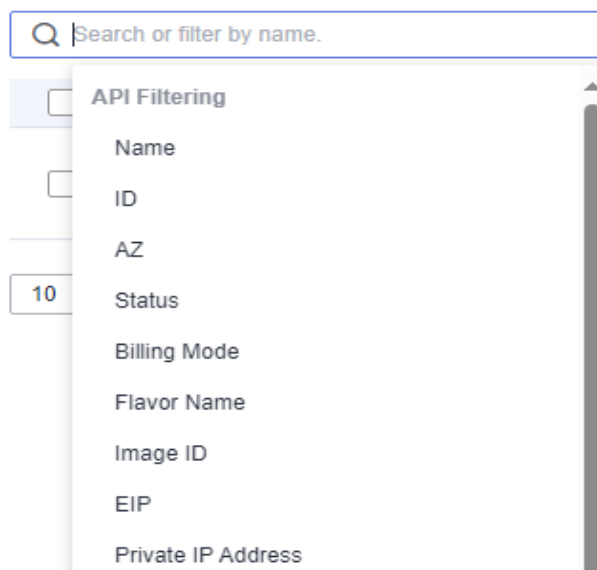 Search or filter by name.
API Filtering
Name
ID
AZ
Status
10
Billing Mode
Flavor Name
Image ID
EIP
Private IP Address